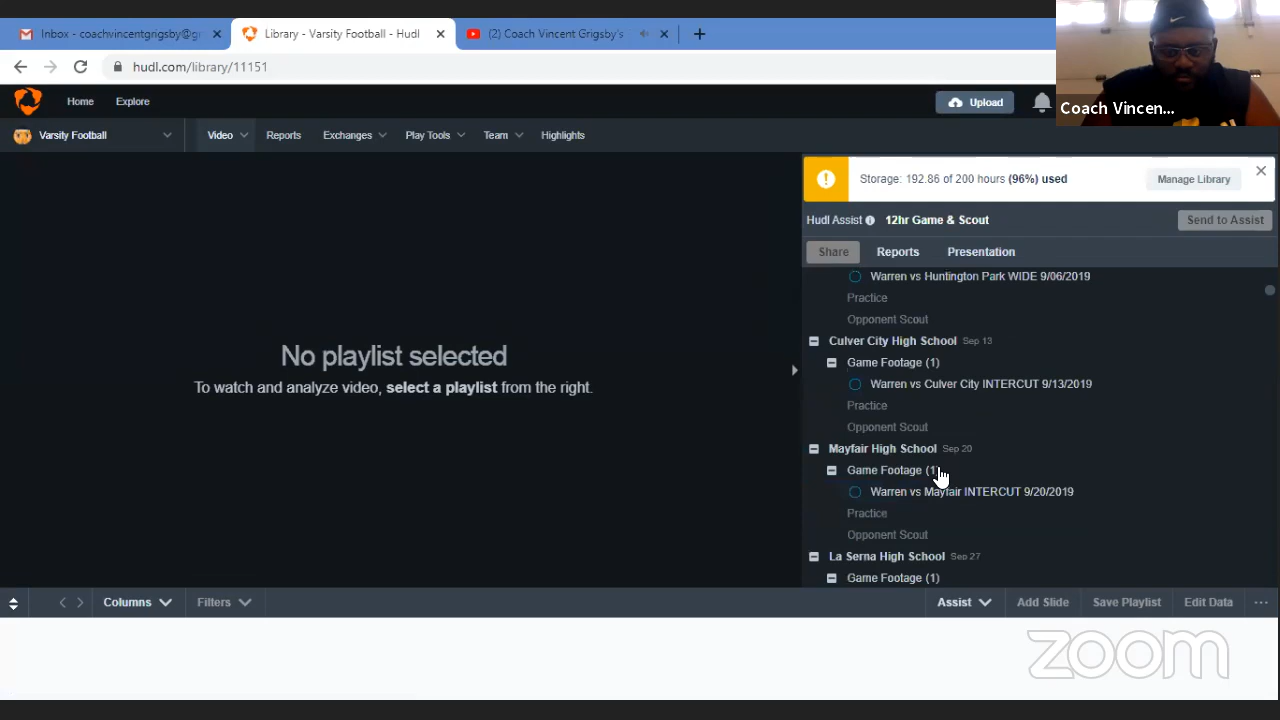 Inbox - coachvincentgrigsby@g
Library - Varsity Football - Hudl
(2) Coach Vincent Grigsby's
hudl.com/library/11151
Home
Explore
Upload
Coach Vincen...
Varsity Football
Video
Reports
Exchanges
Play Tools
Team
Highlights
Storage: 192.86 of 200 hours (96%) used
Manage Library
Hudl Assist
12hr Game & Scout
Send to Assist
Share
Reports
Presentation
Warren vs Huntington Park WIDE 9/06/2019
Practice
Opponent Scout
Culver City High School Sep 13
Game Footage (1)
Warren vs Culver City INTERCUT 9/13/2019
Practice
Opponent Scout
Mayfair High School Sep 20
Game Footage (1)
Warren vs Mayfair INTERCUT 9/20/2019
Practice
Opponent Scout
La Serna High School Sep 27
Game Footage (1)
No playlist selected
To watch and analyze video, select a playlist from the right.
Columns
Filters
Assist
Add Slide
Save Playlist
Edit Data
zoom